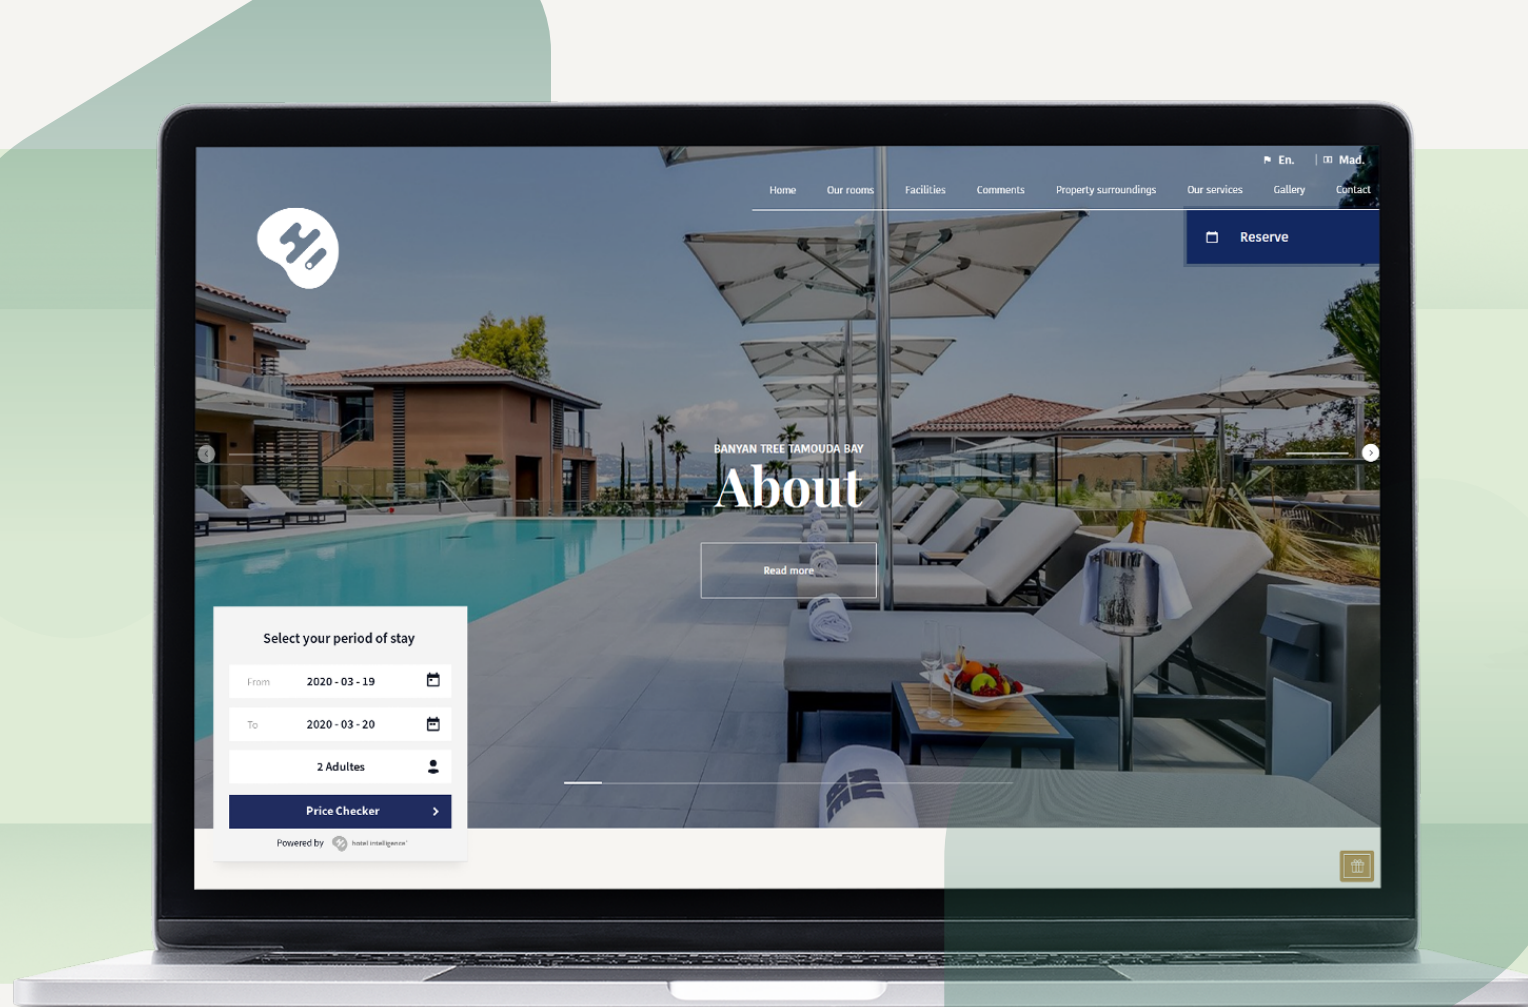 En. | Mad.
Home Our rooms Facilities Comments Property surroundings Our services Gallery Contact
Reserve
BANYAN TREE TAMOUDA BAY
About
Read more
Select your period of stay
From 2020 - 03 - 19
To 2020 - 03 - 20
2 Adultes
Price Checker
Powered by hotel intelligence